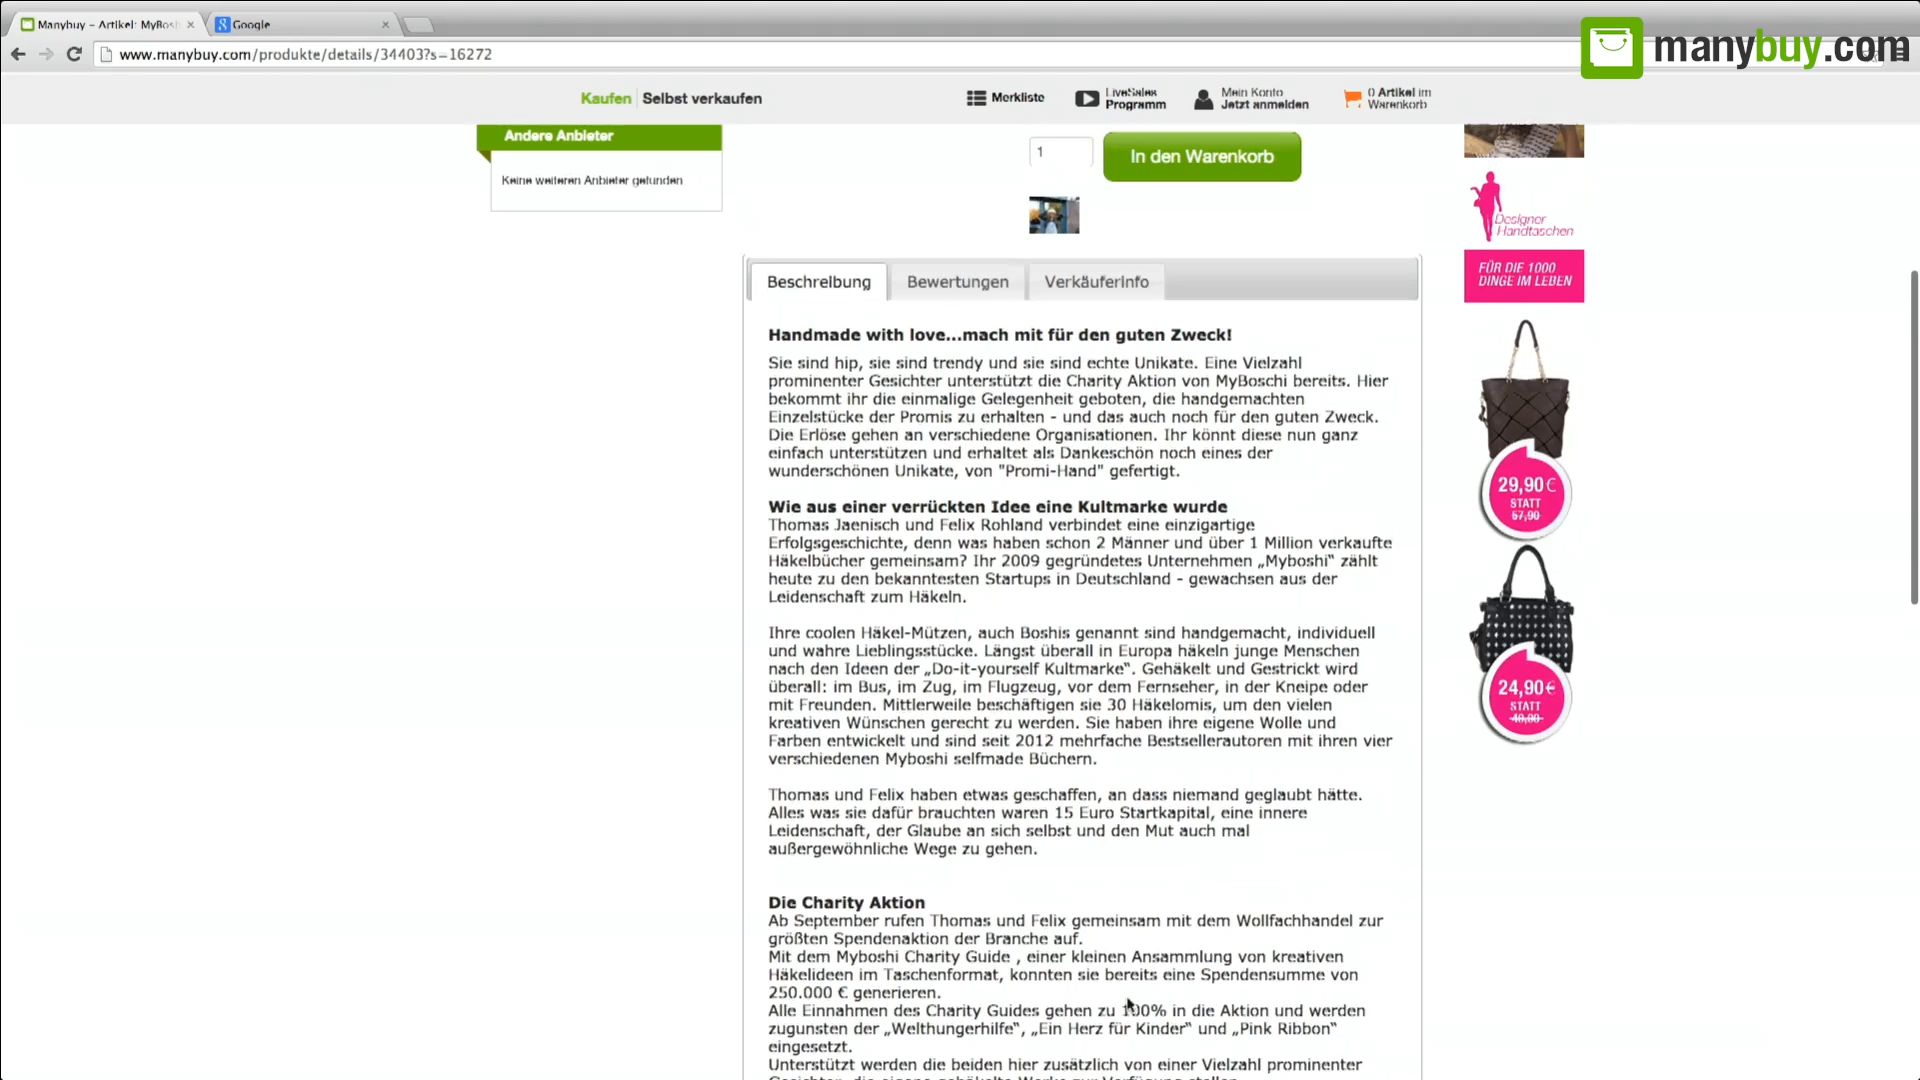 Manybuy – Artikel: MyBosh
Google
www.manybuy.com/produkte/details/34403?s=16272
manybuy.com
Kaufen
Selbst verkaufen
Merkliste
LiveSales
Programm
Mein Konto
Jetzt anmelden
0 Artikel im
Warenkorb
Andere Anbieter
Keine weiteren Anbieter gefunden
1
In den Warenkorb
Beschreibung
Bewertungen
VerkäuferInfo
Handmade with love...mach mit für den guten Zweck!
Sie sind hip, sie sind trendy und sie sind echte Unikate. Eine Vielzahl
prominenter Gesichter unterstützt die Charity Aktion von MyBoschi bereits. Hier
bekommt ihr die einmalige Gelegenheit geboten, die handgemachten
Einzelstücke der Promis zu erhalten - und das auch noch für den guten Zweck.
Die Erlöse gehen an verschiedene Organisationen. Ihr könnt diese nun ganz
einfach unterstützen und erhaltet als Dankeschön noch eines der
wunderschönen Unikate, von "Promi-Hand" gefertigt.
Wie aus einer verrückten Idee eine Kultmarke wurde
Thomas Jaenisch und Felix Rohland verbindet eine einzigartige
Erfolgsgeschichte, denn was haben schon 2 Männer und über 1 Million verkaufte
Häkelbücher gemeinsam? Ihr 2009 gegründetes Unternehmen „Myboshi“ zählt
heute zu den bekanntesten Startups in Deutschland - gewachsen aus der
Leidenschaft zum Häkeln.
Ihre coolen Häkel-Mützen, auch Boshis genannt sind handgemacht, individuell
und wahre Lieblingsstücke. Längst überall in Europa häkeln junge Menschen
nach den Ideen der „Do-it-yourself Kultmarke“. Gehäkelt und Gestrickt wird
überall: im Bus, im Zug, im Flugzeug, vor dem Fernseher, in der Kneipe oder
mit Freunden. Mittlerweile beschäftigen sie 30 Häkelomis, um den vielen
kreativen Wünschen gerecht zu werden. Sie haben ihre eigene Wolle und
Farben entwickelt und sind seit 2012 mehrfache Bestsellerautoren mit ihren vier
verschiedenen Myboshi selfmade Büchern.
Thomas und Felix haben etwas geschaffen, an dass niemand geglaubt hätte.
Alles was sie dafür brauchten waren 15 Euro Startkapital, eine innere
Leidenschaft, der Glaube an sich selbst und den Mut auch mal
außergewöhnliche Wege zu gehen.
Die Charity Aktion
Ab September rufen Thomas und Felix gemeinsam mit dem Wollfachhandel zur
größten Spendenaktion der Branche auf.
Mit dem Myboshi Charity Guide , einer kleinen Ansammlung von kreativen
Häkelideen im Taschenformat, konnten sie bereits eine Spendensumme von
250.000 € generieren.
Alle Einnahmen des Charity Guides gehen zu 100% in die Aktion und werden
zugunsten der „Welthungerhilfe“, „Ein Herz für Kinder“ und „Pink Ribbon“
eingesetzt.
Unterstützt werden die beiden hier zusätzlich von einer Vielzahl prominenter
Designer
Handtaschen
FÜR DIE 1000
DINGE IM LEBEN
29,90€
STATT
57,90
24,90€
STATT